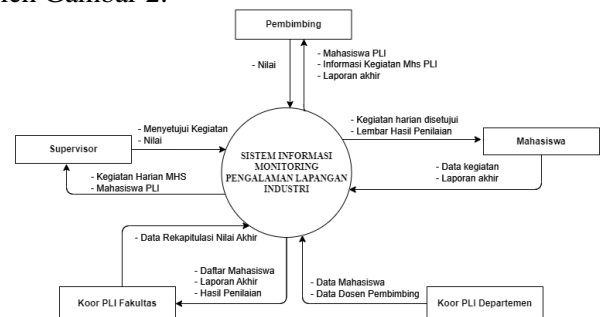 Gambar 2.
Pembimbing
- Nilai
- Mahasiswa PLI
- Informasi Kegiatan Mhs PLI
- Laporan akhir
- Menyetujui Kegiatan
- Nilai
Supervisor
- Kegiatan Harian MHS
- Mahasiswa PLI
SISTEM INFORMASI
MONITORING
PENGALAMAN LAPANGAN
INDUSTRI
- Kegiatan harian disetujui
- Lembar Hasil Penilaian
Mahasiswa
- Data kegiatan
- Laporan akhir
- Data Rekapitulasi Nilai Akhir
- Daftar Mahasiswa
- Laporan Akhir
- Hasil Penilaian
Koor PLI Fakultas
- Data Mahasiswa
- Data Dosen Pembimbing
Koor PLI Departemen